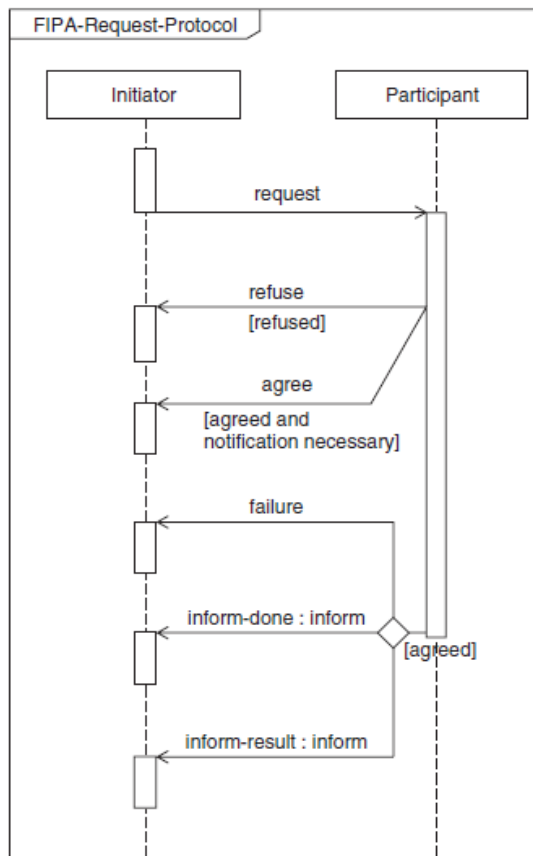 FIPA-Request-Protocol
Initiator
Participant
request
refuse
[refused]
agree
[agreed and
notification necessary]
failure
inform-done : inform
[agreed]
inform-result : inform